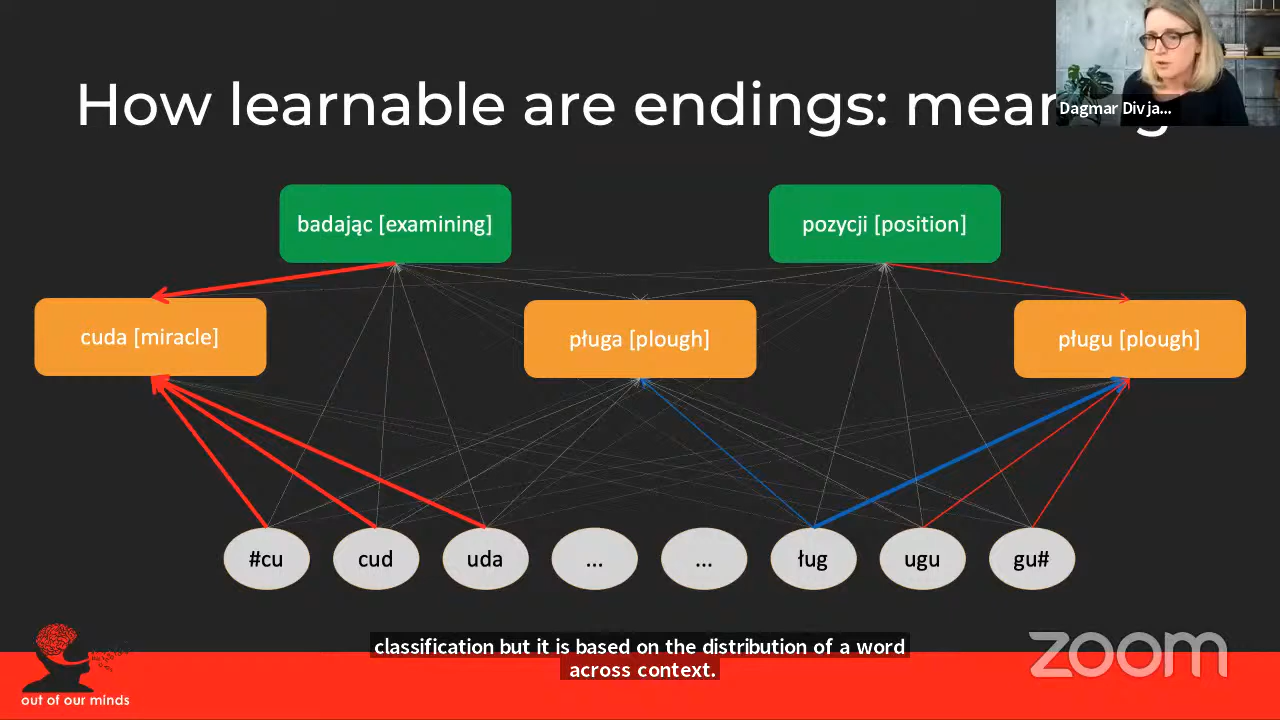 How learnable are endings: mean g
Dagmar Divja...
badając [examining]
pozycji [position]
cuda [miracle]
pługa [plough]
pługu [plough]
#cu
cud
uda
...
...
ług
ugu
gu#
classification but it is based on the distribution of a word
across context.
zoom
out of our minds